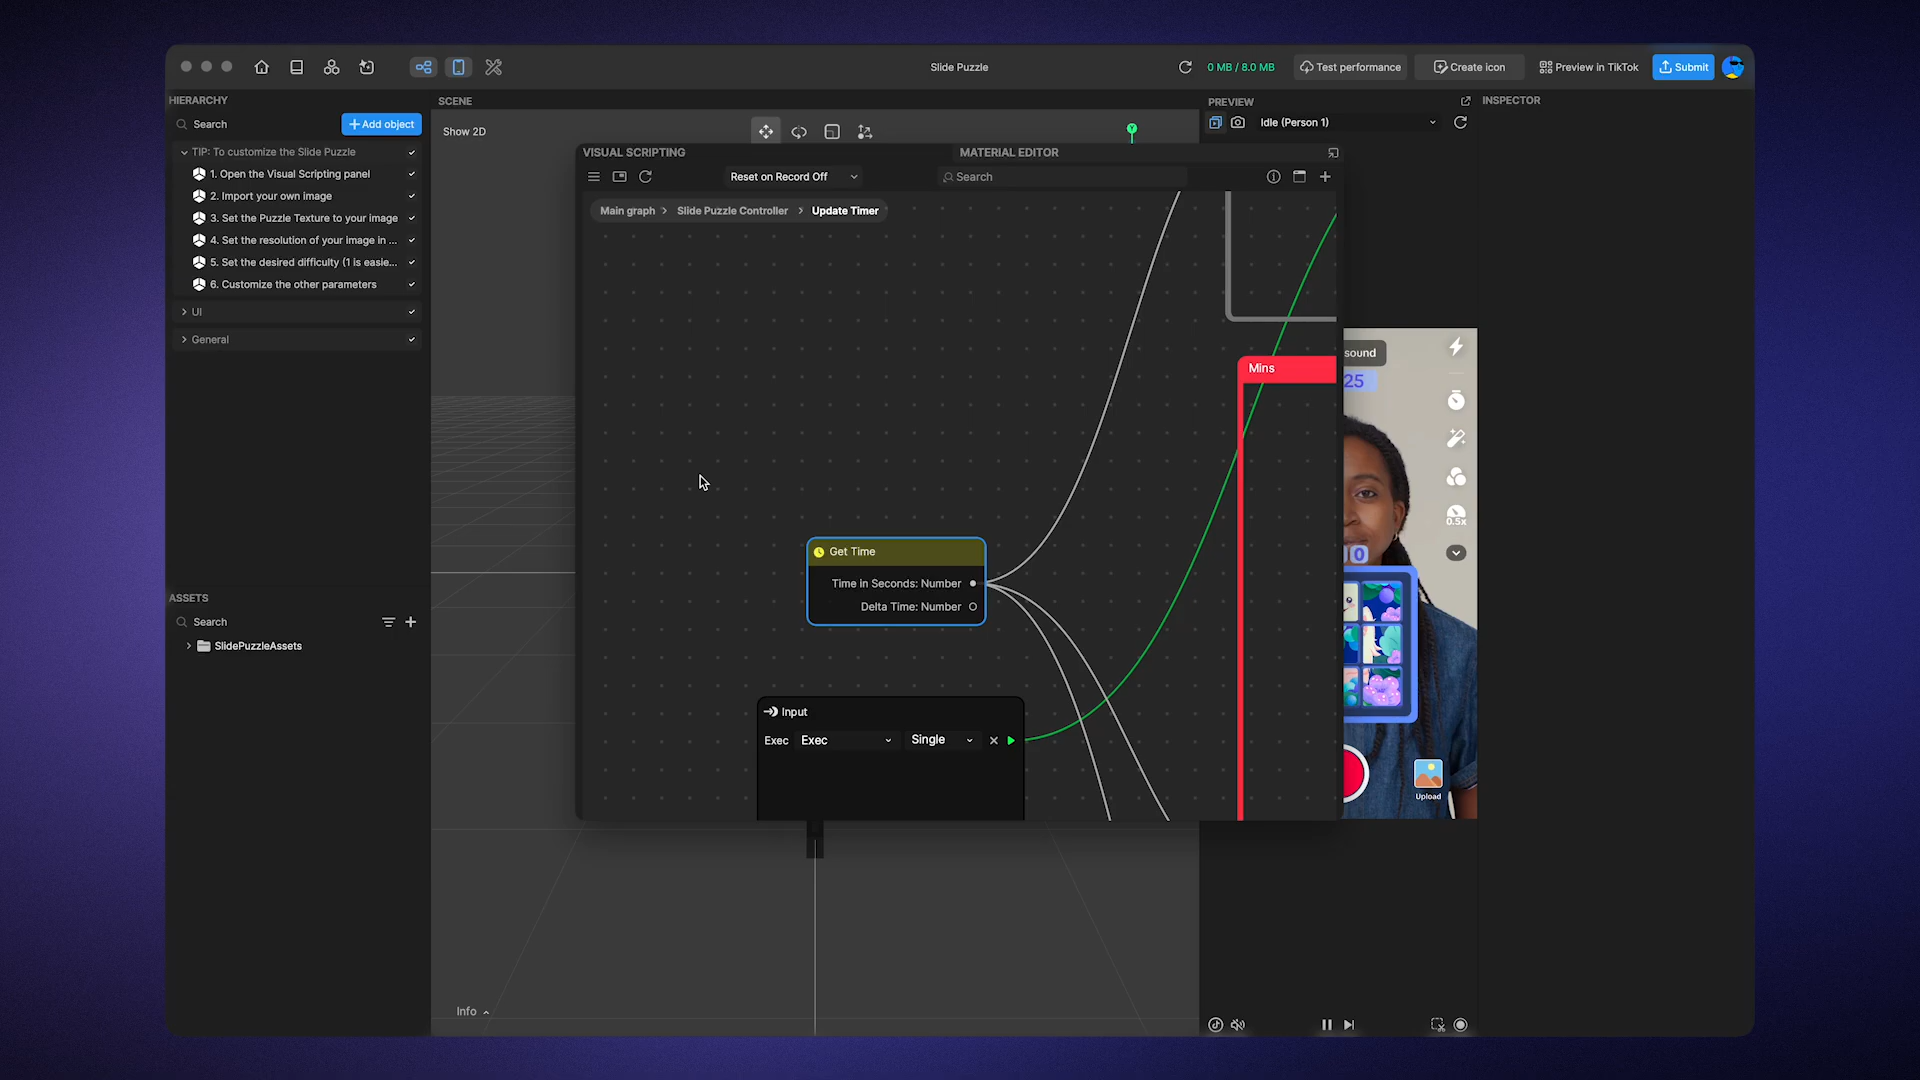 Slide Puzzle
0 MB / 8.0 MB
Test performance
Create icon
Preview in TikTok
Submit
HIERARCHY
Search
Add object
TIP: To customize the Slide Puzzle
1. Open the Visual Scripting panel
2. Import your own image
3. Set the Puzzle Texture to your image
4. Set the resolution of your image in ...
5. Set the desired difficulty (1 is easie...
6. Customize the other parameters
UI
General
ASSETS
Search
SlidePuzzleAssets
SCENE
Show 2D
Y
Info
VISUAL SCRIPTING
MATERIAL EDITOR
Reset on Record Off
Search
Main graph > Slide Puzzle Controller > Update Timer
Mins
Get Time
Time in Seconds: Number
Delta Time: Number
Input
Exec Exec Single
PREVIEW
Idle (Person 1)
sound
25
0.5x
0
Upload
INSPECTOR